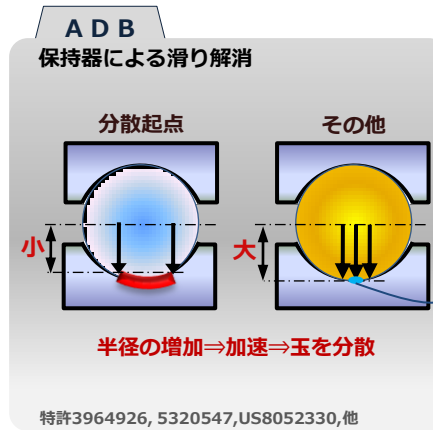 ADB
保持器による滑り解消
分散起点 その他
小 大
半径の増加⇒加速⇒玉を分散
特許3964926, 5320547,US8052330,他